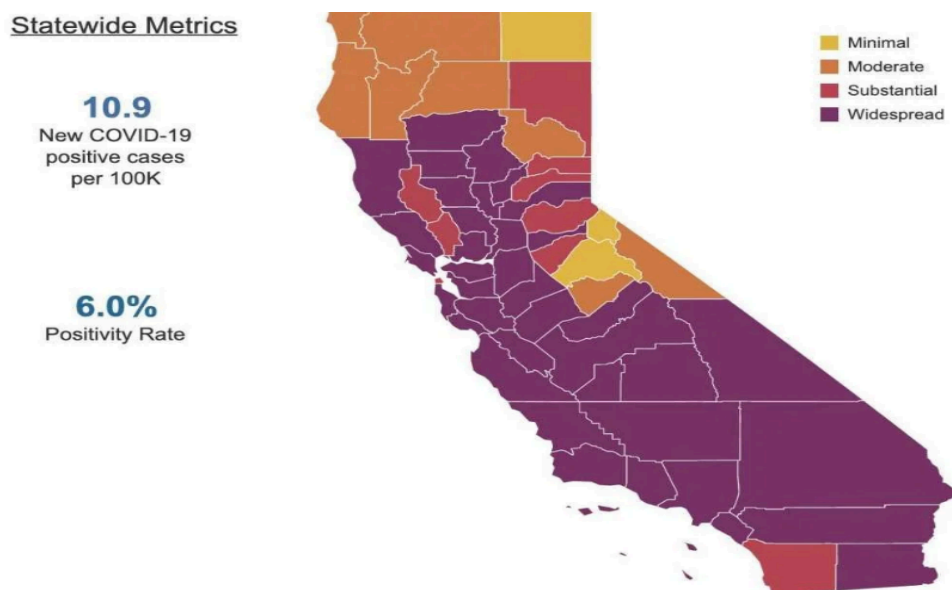 Statewide Metrics
10.9
New COVID-19
positive cases
per 100K
6.0%
Positivity Rate
Minimal
Moderate
Substantial
Widespread